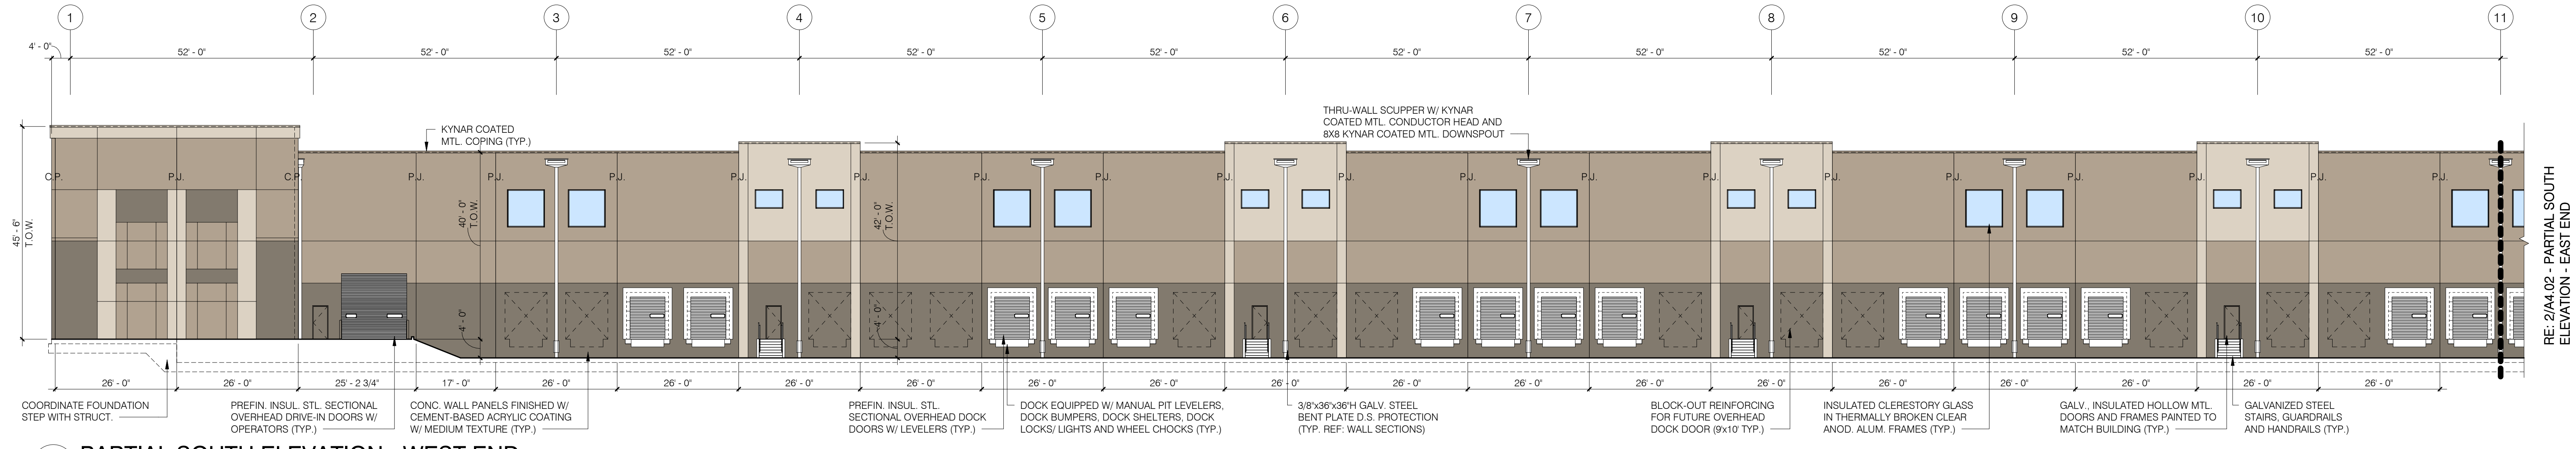 1 2 3 4 5 6 7 8 9 10 11
4' - 0" 52' - 0" 52' - 0" 52' - 0" 52' - 0" 52' - 0" 52' - 0" 52' - 0" 52' - 0" 52' - 0" 52' - 0"
KYNAR COATED
MTL. COPING (TYP.)
THRU-WALL SCUPPER W/ KYNAR
COATED MTL. CONDUCTOR HEAD AND
8X8 KYNAR COATED MTL. DOWNSPOUT
C.P. P.J. C.P. P.J. P.J. P.J. P.J. P.J. P.J. P.J. P.J. P.J. P.J. P.J. P.J. P.J. P.J. P.J. P.J. P.J. P.J.
45' - 6"
T.O.W.
40' - 0"
T.O.W.
4' - 0"
42' - 0"
T.O.W.
4' - 0"
RE: 2/A4.02 - PARTIAL SOUTH
ELEVATION - EAST END
26' - 0" 26' - 0" 25' - 2 3/4" 17' - 0" 26' - 0" 26' - 0" 26' - 0" 26' - 0" 26' - 0" 26' - 0" 26' - 0" 26' - 0" 26' - 0" 26' - 0" 26' - 0" 26' - 0" 26' - 0" 26' - 0" 26' - 0" 26' - 0"
COORDINATE FOUNDATION
STEP WITH STRUCT.
PREFIN. INSUL. STL. SECTIONAL
OVERHEAD DRIVE-IN DOORS W/
OPERATORS (TYP.)
CONC. WALL PANELS FINISHED W/
CEMENT-BASED ACRYLIC COATING
W/ MEDIUM TEXTURE (TYP.)
PREFIN. INSUL. STL.
SECTIONAL OVERHEAD DOCK
DOORS W/ LEVELERS (TYP.)
DOCK EQUIPPED W/ MANUAL PIT LEVELERS,
DOCK BUMPERS, DOCK SHELTERS, DOCK
LOCKS/ LIGHTS AND WHEEL CHOCKS (TYP.)
3/8"x36"x36"H GALV. STEEL
BENT PLATE D.S. PROTECTION
(TYP. REF: WALL SECTIONS)
BLOCK-OUT REINFORCING
FOR FUTURE OVERHEAD
DOCK DOOR (9'x10' TYP.)
INSULATED CLERESTORY GLASS
IN THERMALLY BROKEN CLEAR
ANOD. ALUM. FRAMES (TYP.)
GALV., INSULATED HOLLOW MTL.
DOORS AND FRAMES PAINTED TO
MATCH BUILDING (TYP.)
GALVANIZED STEEL
STAIRS, GUARDRAILS
AND HANDRAILS (TYP.)
PARTIAL SOUTH ELEVATION - WEST END